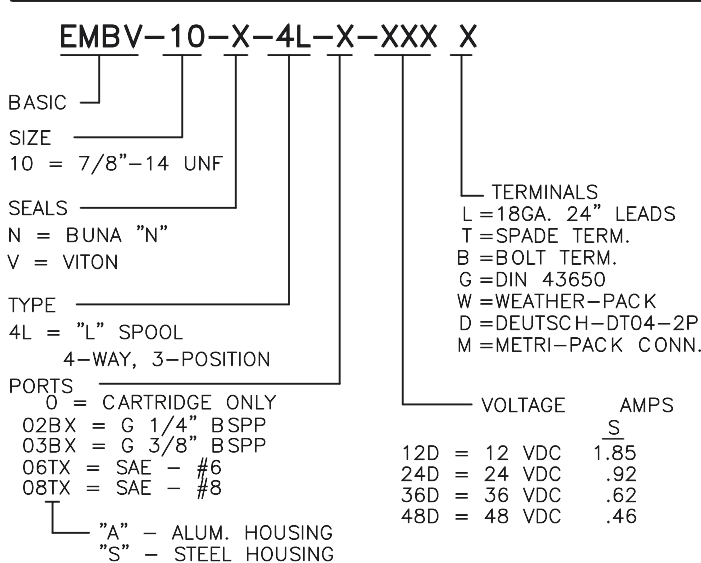 EMBV-10-X-4L-X-XXX X
BASIC
SIZE
10 = 7/8"-14 UNF
SEALS
N = BUNA "N"
V = VITON
TYPE
4L = "L" SPOOL
4-WAY, 3-POSITION
PORTS
0 = CARTRIDGE ONLY
02BX = G 1/4" BSPP
03BX = G 3/8" BSPP
06TX = SAE - #6
08TX = SAE - #8
"A" - ALUM. HOUSING
"S" - STEEL HOUSING
TERMINALS
L =18GA. 24" LEADS
T =SPADE TERM.
B =BOLT TERM.
G =DIN 43650
W =WEATHER-PACK
D =DEUTSCH-DT04-2P
M =METRI-PACK CONN.
VOLTAGE AMPS
S
12D = 12 VDC 1.85
24D = 24 VDC .92
36D = 36 VDC .62
48D = 48 VDC .46